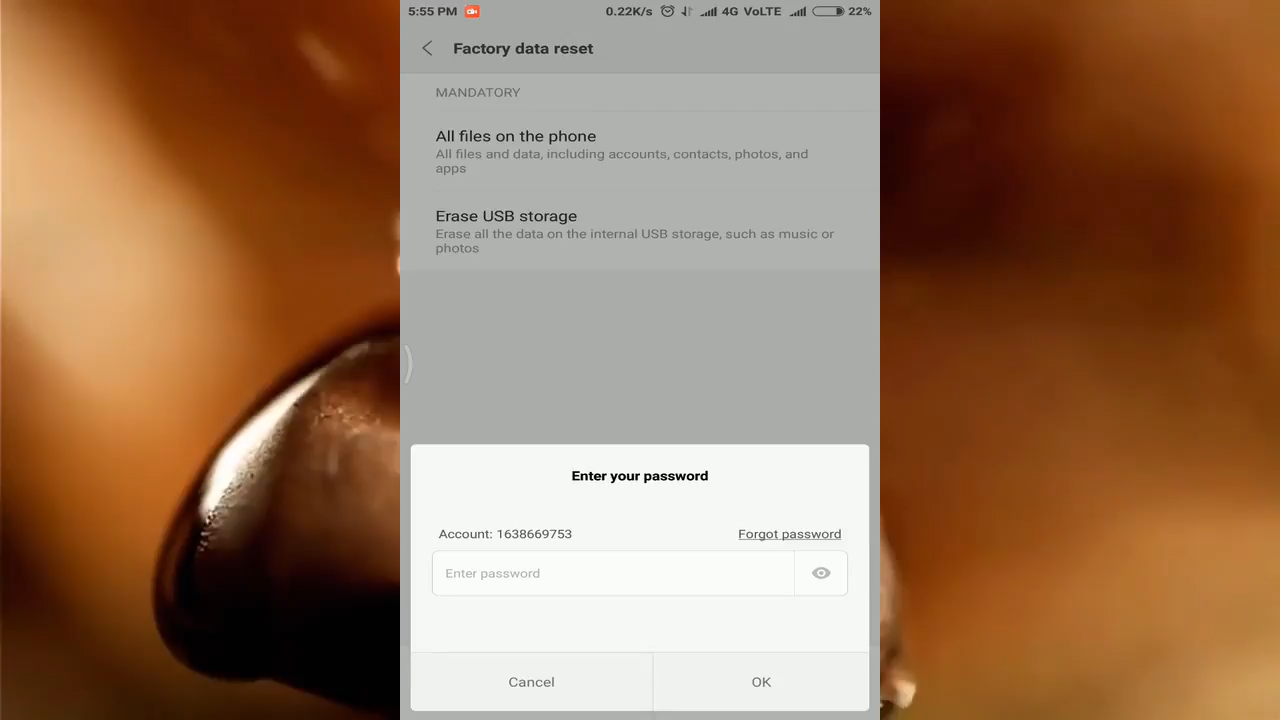 5:55 PM 0.22K/s 4G VoLTE 22%
Factory data reset
MANDATORY
All files on the phone
All files and data, including accounts, contacts, photos, and
apps
Erase USB storage
Erase all the data on the internal USB storage, such as music or
photos
Enter your password
Account: 1638669753 Forgot password
Enter password
Cancel OK